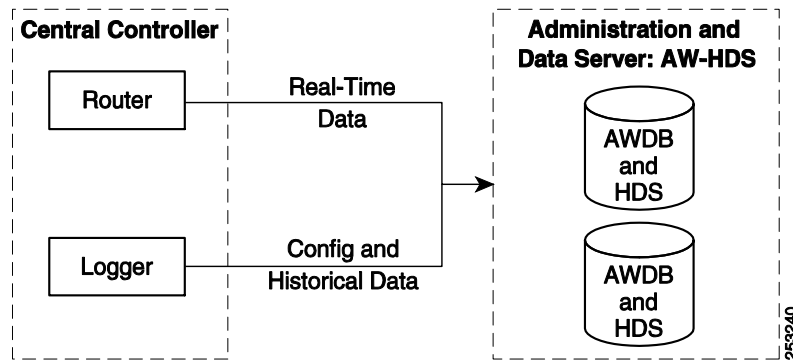 Central Controller
Router
Logger
Real-Time
Data
Config and
Historical Data
Administration and
Data Server: AW-HDS
AWDB
and
HDS
AWDB
and
HDS
253240